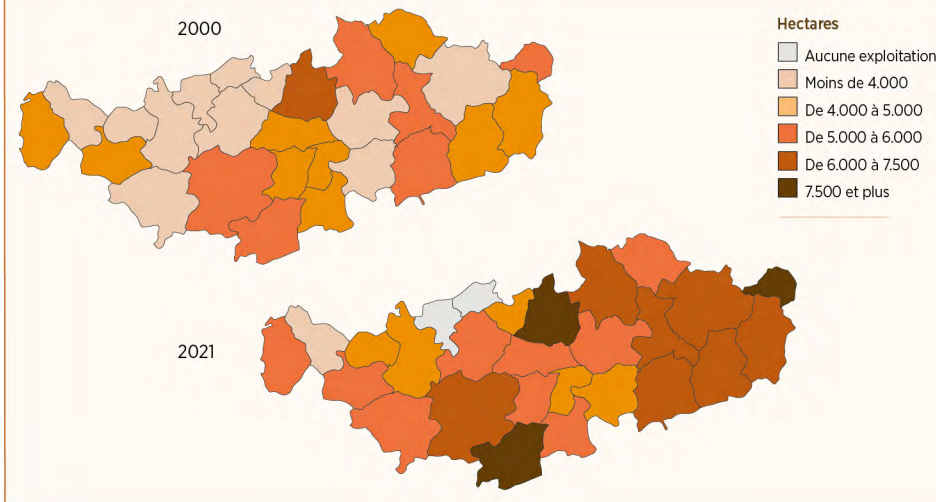 2000
Hectares
Aucune exploitation
Moins de 4.000
De 4.000 à 5.000
De 5.000 à 6.000
De 6.000 à 7.500
7.500 et plus
2021